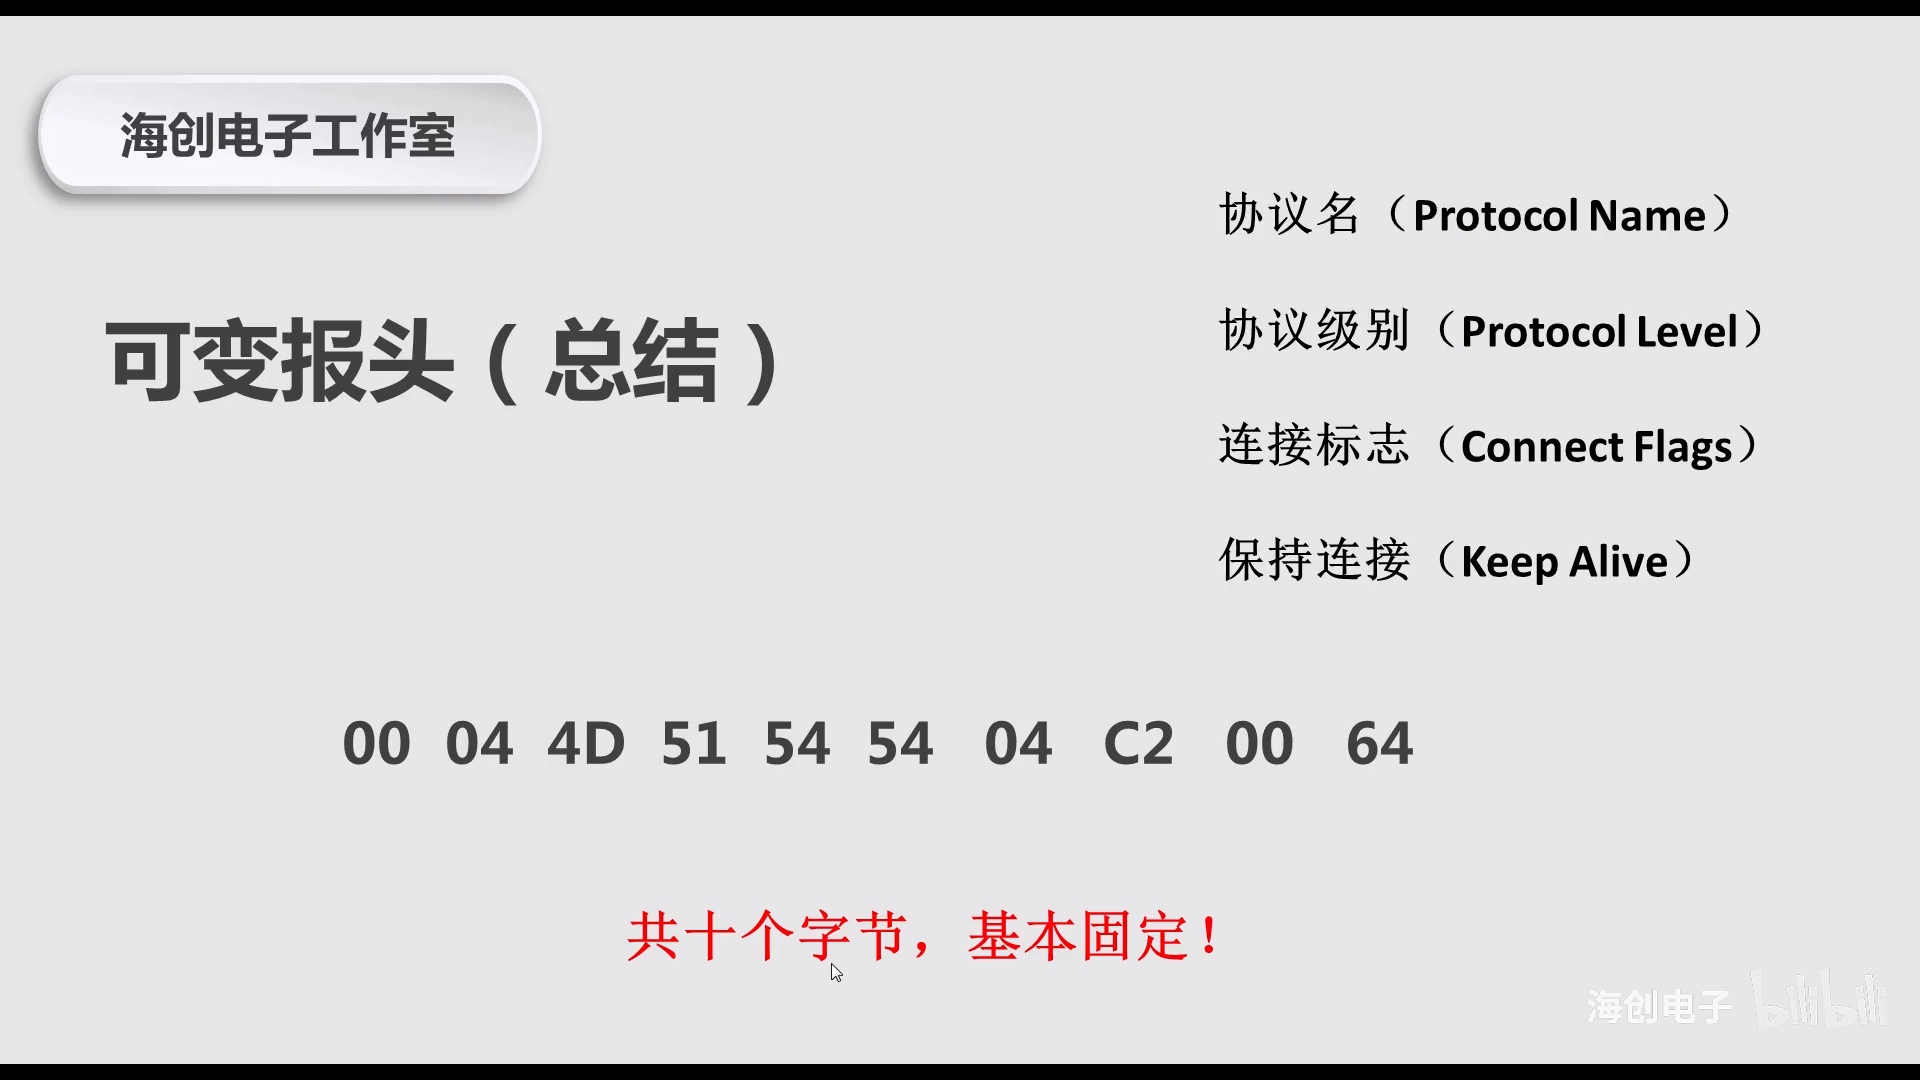 海创电子工作室
协议名（Protocol Name）
可变报头（总结）
协议级别（Protocol Level）
连接标志（Connect Flags）
保持连接（Keep Alive）
00 04 4D 51 54 54 04 C2 00 64
共十个字节，基本固定！
海创电子 bilibili